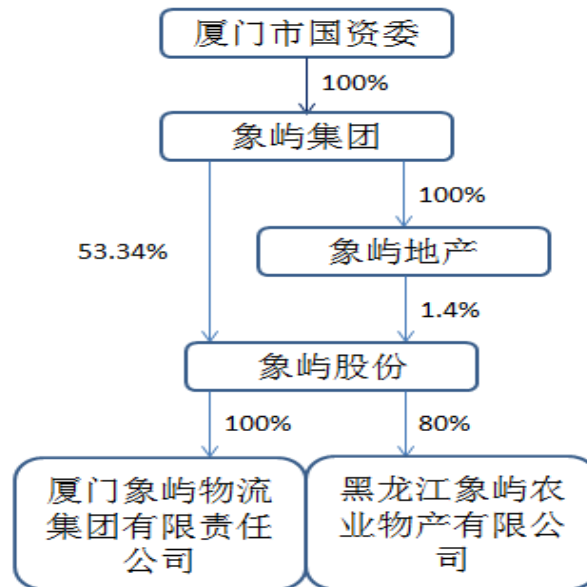 厦门市国资委
100%
象屿集团
100%
53.34%
象屿地产
1.4%
象屿股份
100%
80%
厦门象屿物流
集团有限责任
公司
黑龙江象屿农
业物产有限公
司